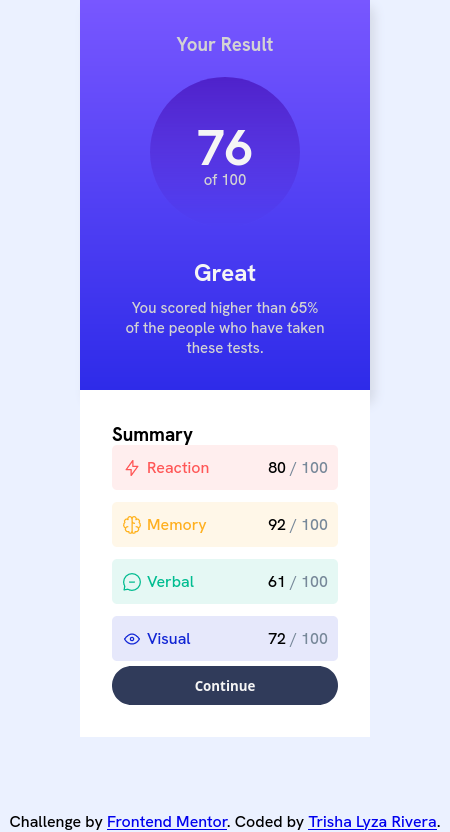 Your Result
76
of 100
Great
You scored higher than 65%
of the people who have taken
these tests.
Summary
Reaction 80 / 100
Memory 92 / 100
Verbal 61 / 100
Visual 72 / 100
Continue
Challenge by Frontend Mentor. Coded by Trisha Lyza Rivera.